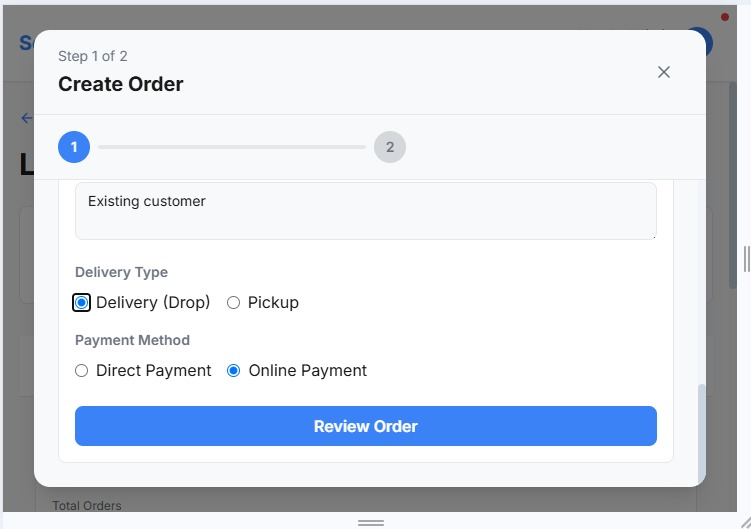 Step 1 of 2
Create Order
1
2
Existing customer
Delivery Type
Delivery (Drop)
Pickup
Payment Method
Direct Payment
Online Payment
Review Order
Total Orders